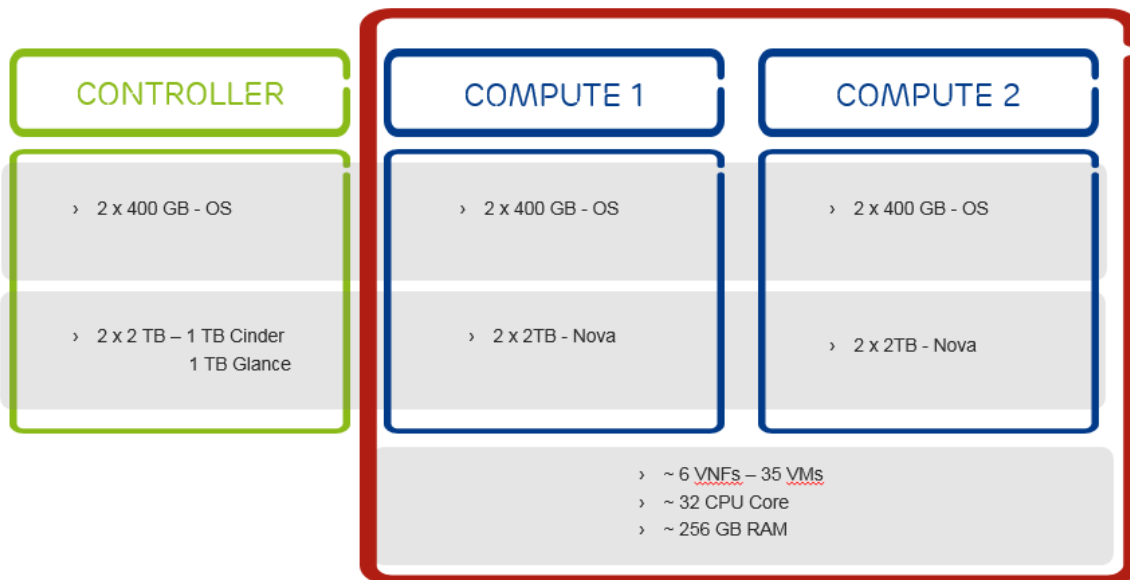 CONTROLLER
COMPUTE 1
COMPUTE 2
› 2 x 400 GB - OS
› 2 x 400 GB - OS
› 2 x 400 GB - OS
› 2 x 2 TB – 1 TB Cinder
1 TB Glance
› 2 x 2TB - Nova
› 2 x 2TB - Nova
› ~ 6 VNFs – 35 VMs
› ~ 32 CPU Core
› ~ 256 GB RAM